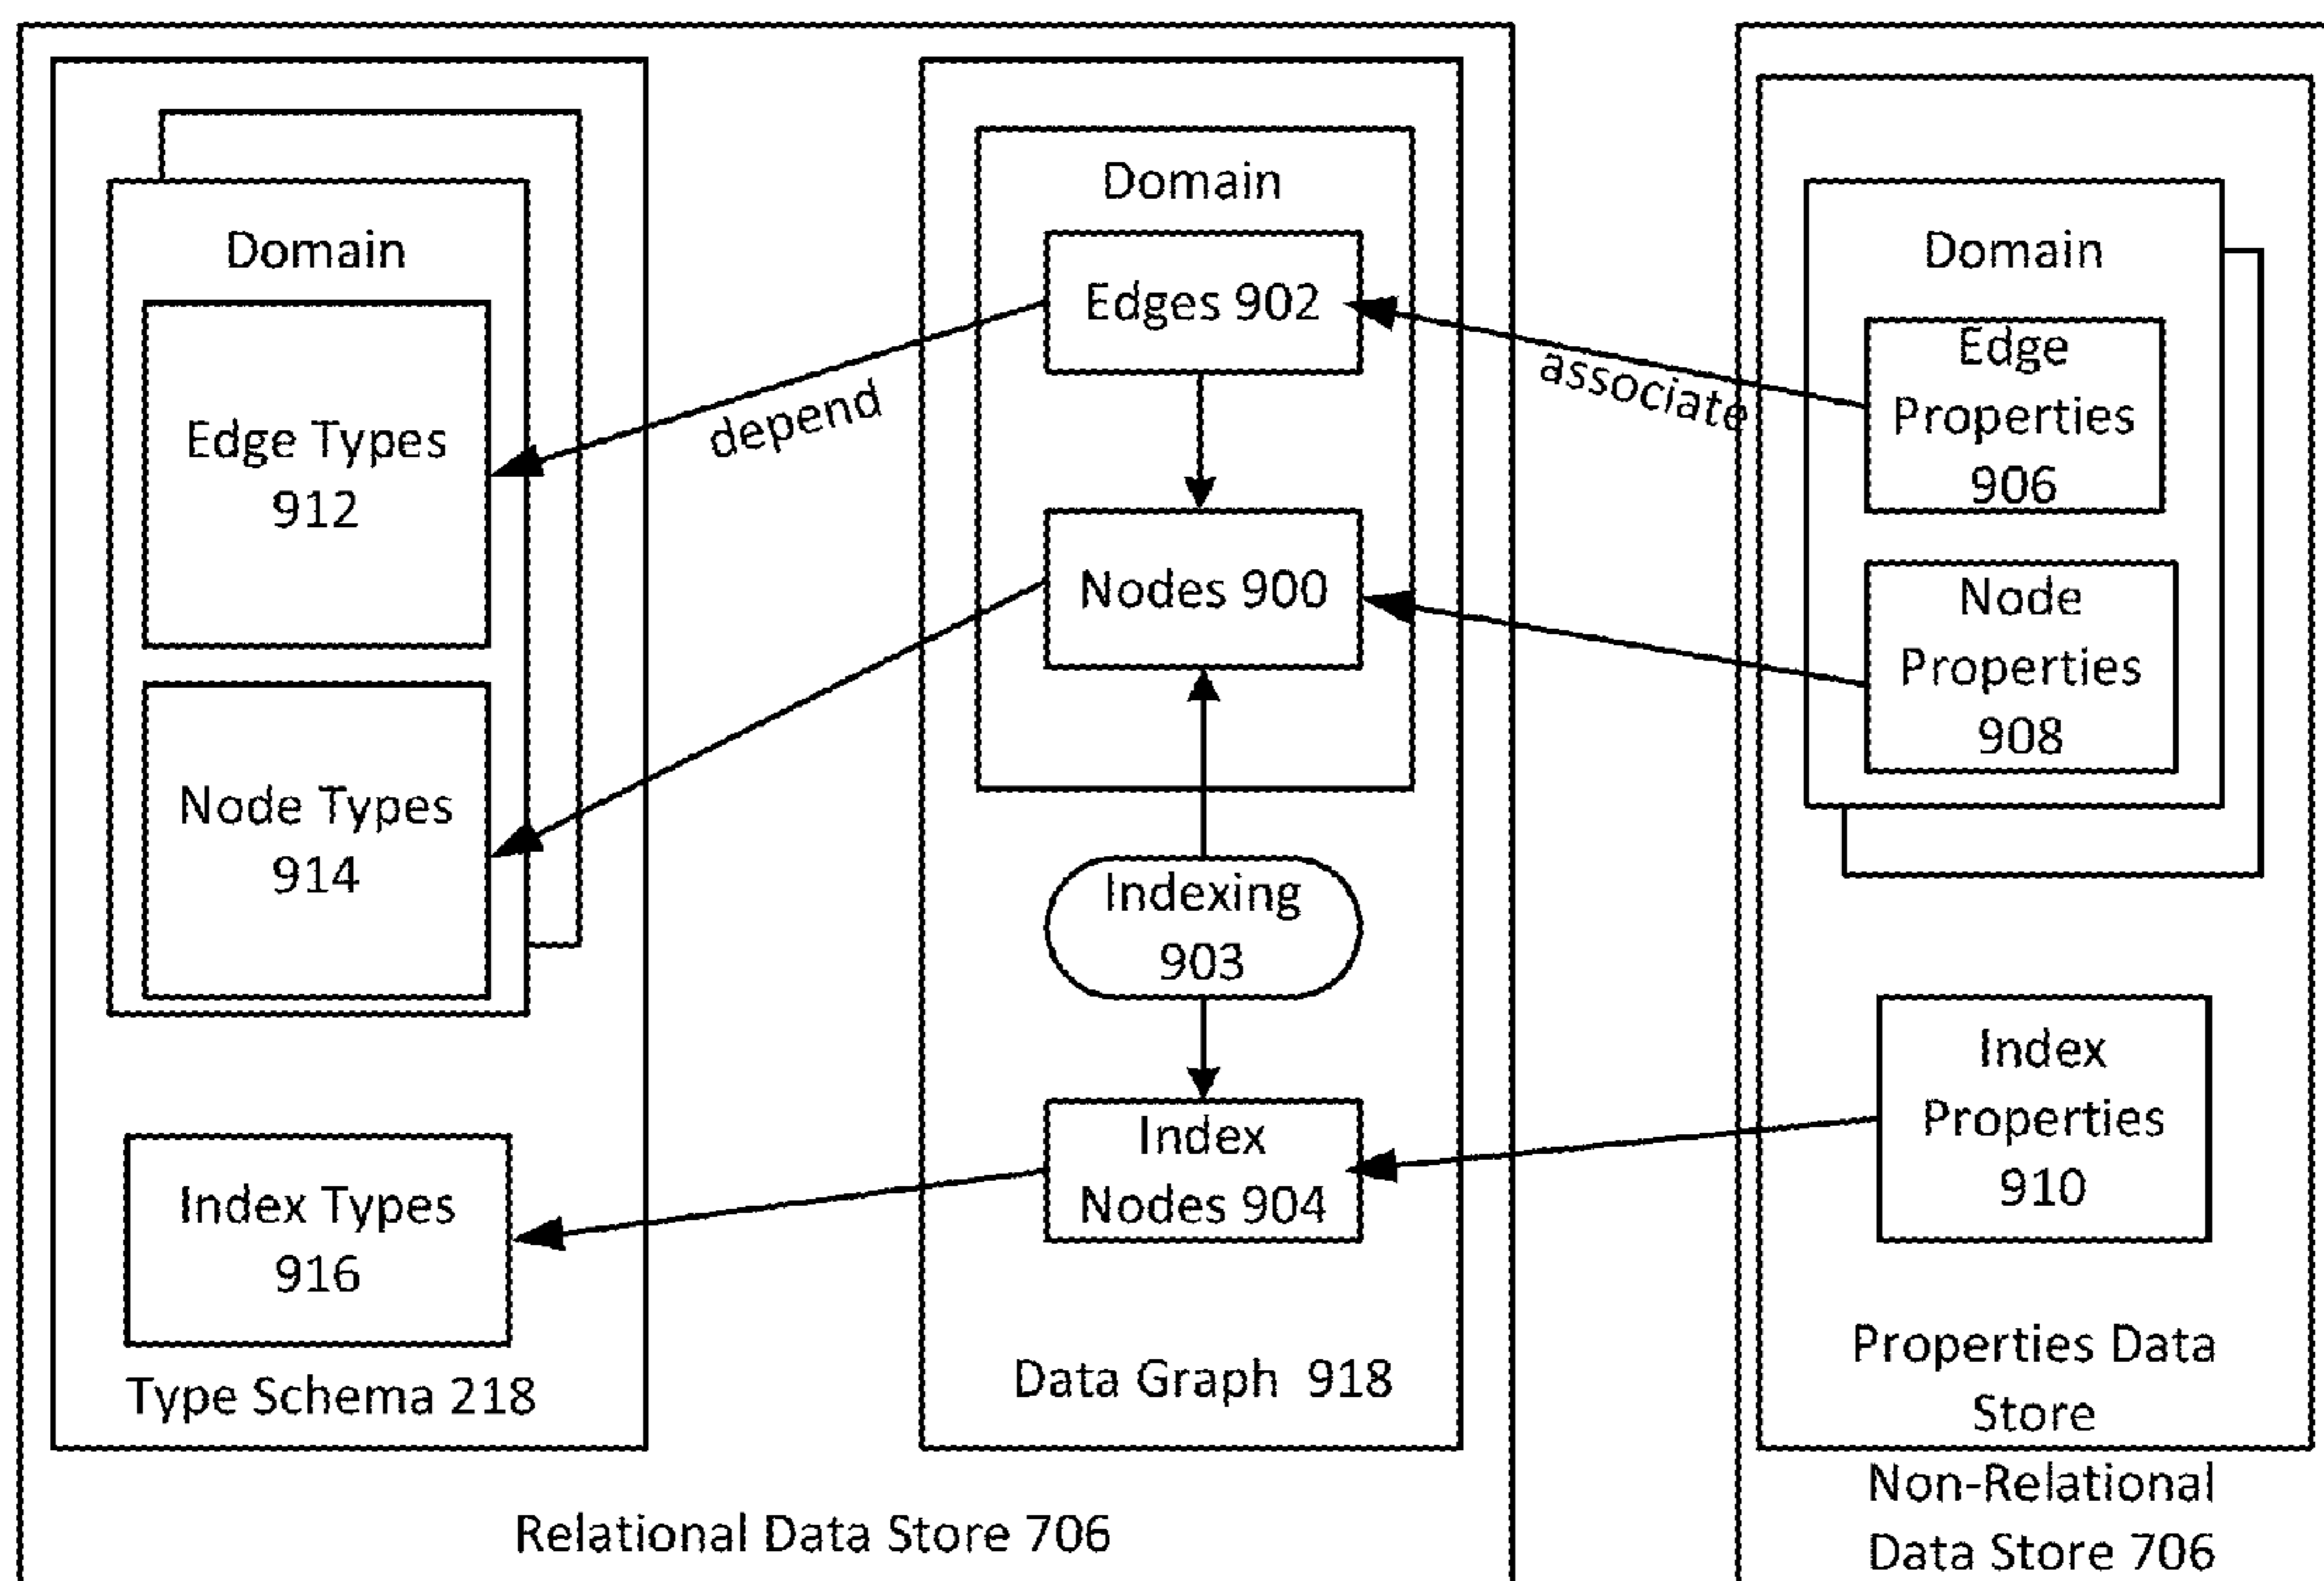 Domain
Edge Types
912
Node Types
914
Index Types
916
Type Schema 218
depend
Domain
Edges 902
Nodes 900
Indexing
903
Index
Nodes 904
Data Graph 918
Relational Data Store 706
associate
Domain
Edge
Properties
906
Node
Properties
908
Index
Properties
910
Properties Data
Store
Non-Relational
Data Store 706